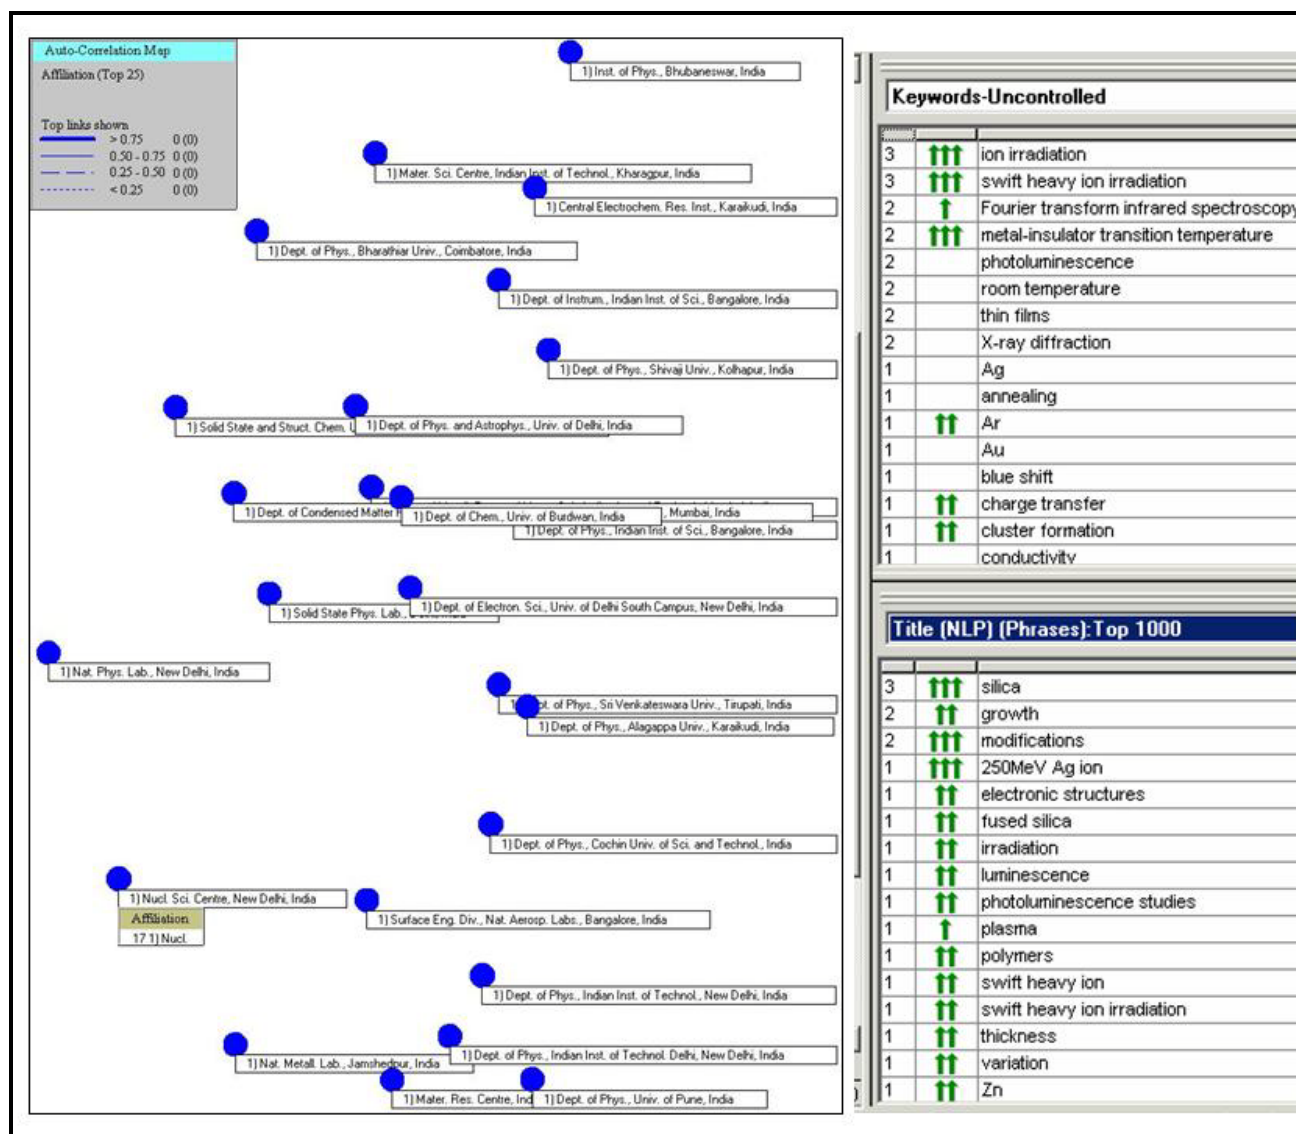 Auto-Correlation Map
Affiliation (Top 25)
Top links shown
> 0.75 0 (0)
0.50 - 0.75 0 (0)
0.25 - 0.50 0 (0)
< 0.25 0 (0)
1) Inst. of Phys., Bhubaneswar, India
1) Mater. Sci. Centre, Indian Inst. of Technol., Kharagpur, India
1) Central Electrochem. Res. Inst., Karaikudi, India
1) Dept. of Phys., Bharathiar Univ., Coimbatore, India
1) Dept. of Instrum., Indian Inst. of Sci., Bangalore, India
1) Dept. of Phys., Shivaji Univ., Kolhapur, India
1) Solid State and Struct. Chem.
1) Dept. of Phys. and Astrophys., Univ. of Delhi, India
1) Dept. of Condensed Matter
1) Dept. of Chem., Univ. of Burdwan, India
, Mumbai, India
1) Dept. of Phys., Indian Inst. of Sci., Bangalore, India
1) Solid State Phys. Lab.,
1) Dept. of Electron. Sci., Univ. of Delhi South Campus, New Delhi, India
1) Nat. Phys. Lab., New Delhi, India
of Phys., Sri Venkateswara Univ., Tirupati, India
1) Dept. of Phys., Alagappa Univ., Karaikudi, India
1) Dept. of Phys., Cochin Univ. of Sci. and Technol., India
1) Nucl. Sci. Centre, New Delhi, India
Affiliation
17 1) Nucl.
1) Surface Eng. Div., Nat. Aerosp. Labs., Bangalore, India
1) Dept. of Phys., Indian Inst. of Technol., New Delhi, India
1) Nat. Metall. Lab., Jamshedpur, India
1) Dept. of Phys., Indian Inst. of Technol. Delhi, New Delhi, India
1) Mater. Res. Centre, Ind
1) Dept. of Phys., Univ. of Pune, India
Keywords-Uncontrolled
3 ion irradiation
3 swift heavy ion irradiation
2 Fourier transform infrared spectroscopy
2 metal-insulator transition temperature
2 photoluminescence
2 room temperature
2 thin films
2 X-ray diffraction
1 Ag
1 annealing
1 Ar
1 Au
1 blue shift
1 charge transfer
1 cluster formation
1 conductivity
Title (NLP) (Phrases):Top 1000
3 silica
2 growth
2 modifications
1 250MeV Ag ion
1 electronic structures
1 fused silica
1 irradiation
1 luminescence
1 photoluminescence studies
1 plasma
1 polymers
1 swift heavy ion
1 swift heavy ion irradiation
1 thickness
1 variation
1 Zn